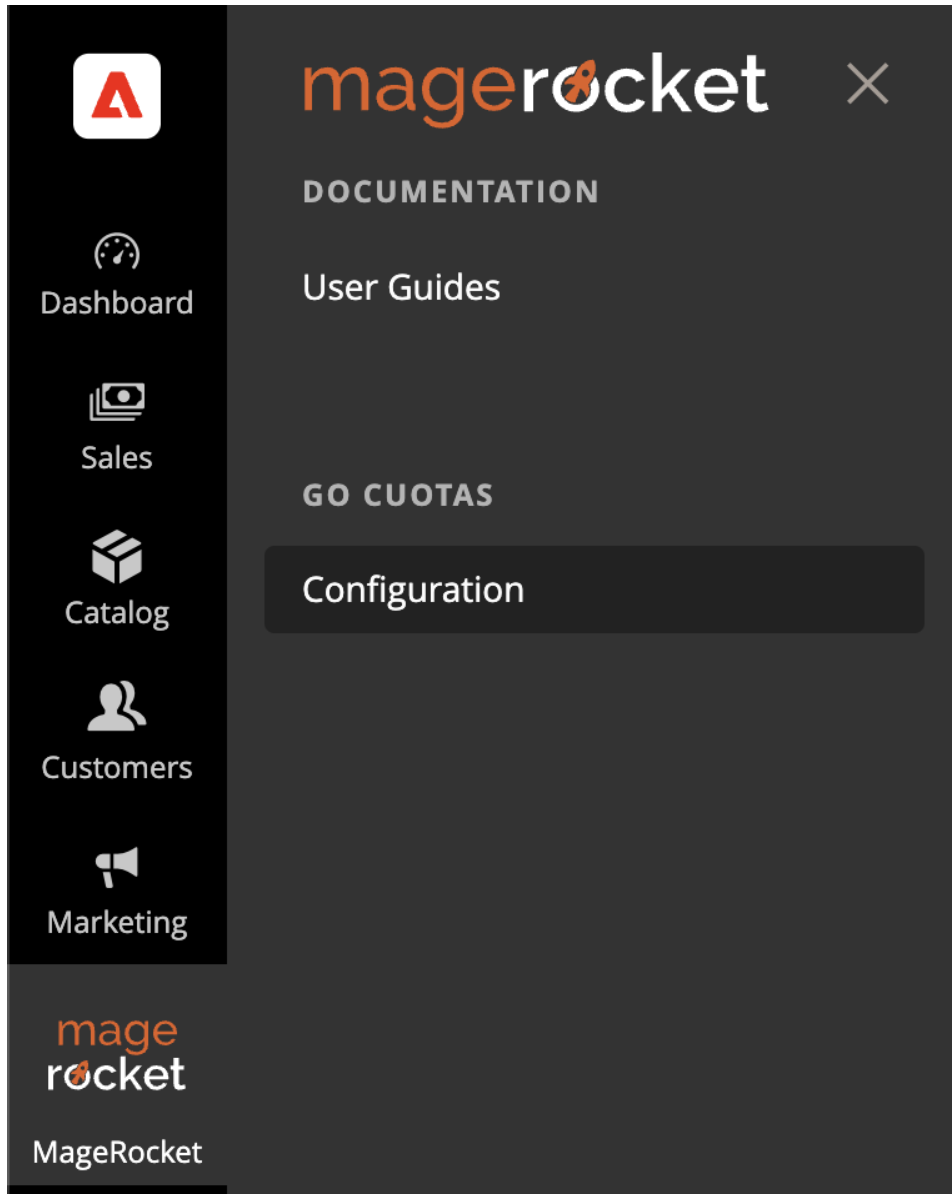 Dashboard
Sales
Catalog
Customers
Marketing
mage
rocket
MageRocket
magerocket
DOCUMENTATION
User Guides
GO CUOTAS
Configuration